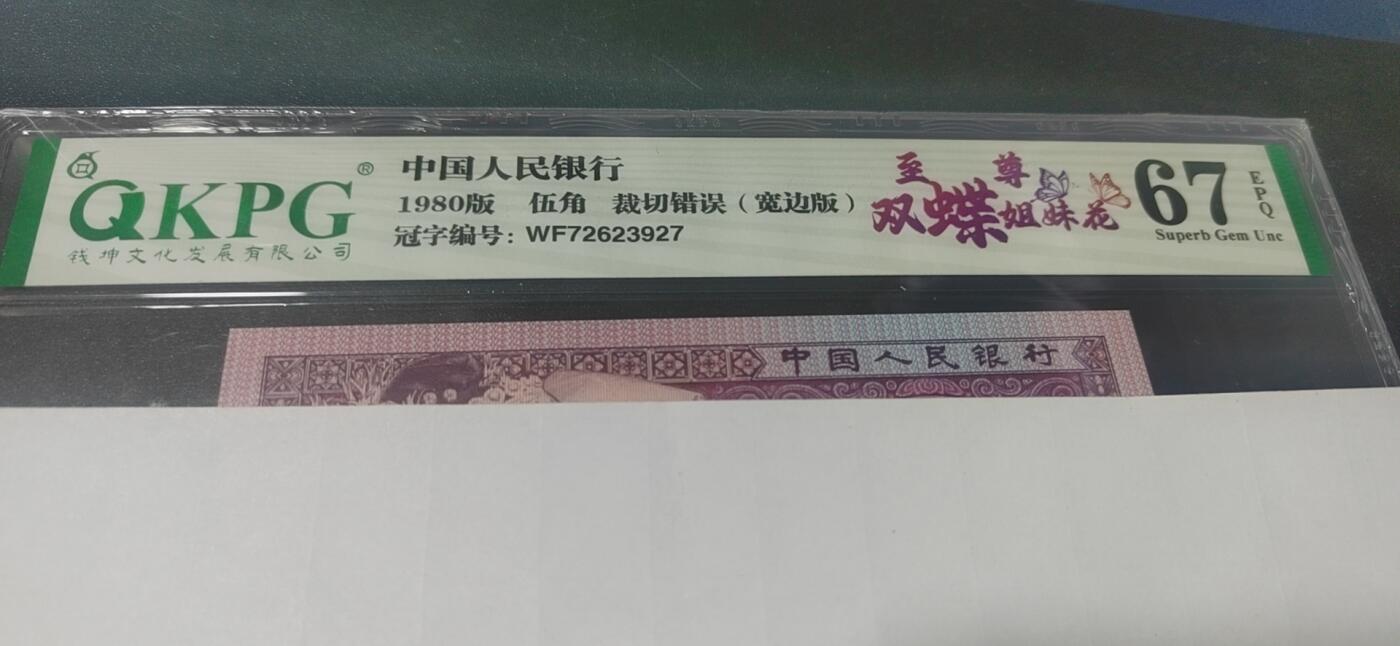 QKPG®
钱坤文化发展有限公司
中国人民银行
1980版 伍角 裁切错误（宽边版）
冠字编号：WF72623927
至尊
双蝶姐妹花
67
EPQ
Superb Gem Unc
中国人民银行